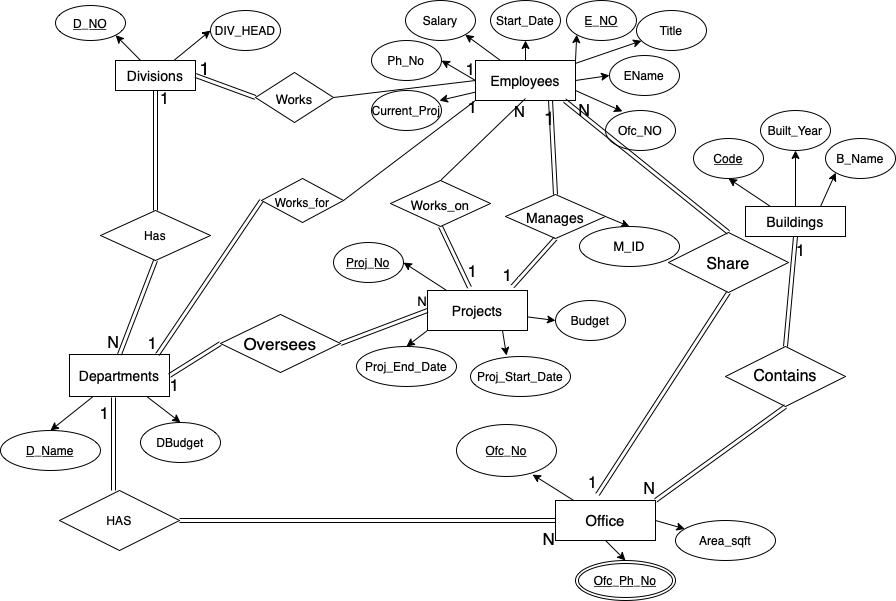 Salary
Start_Date
E_NO
Title
D_NO
DIV_HEAD
Ph_No
1
Employees
EName
Divisions
1
Works
Current_Proj
1
1
N
1
N
Ofc_NO
Built_Year
Code
B_Name
Works_for
Works_on
Manages
Buildings
Has
M_ID
1
Share
Proj_No
1
1
N
Projects
Budget
N
1
Oversees
Proj_End_Date
Proj_Start_Date
Departments
1
Contains
1
D_Name
DBudget
Ofc_No
1
N
HAS
Office
N
Area_sqft
Ofc_Ph_No